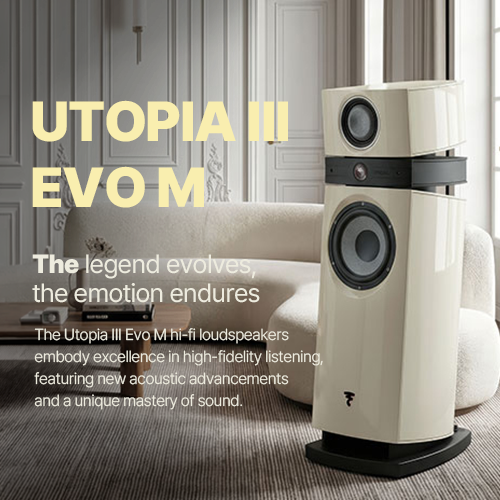 UTOPIA III
EVO M
The legend evolves,
the emotion endures
The Utopia III Evo M hi-fi loudspeakers
embody excellence in high-fidelity listening,
featuring new acoustic advancements
and a unique mastery of sound.